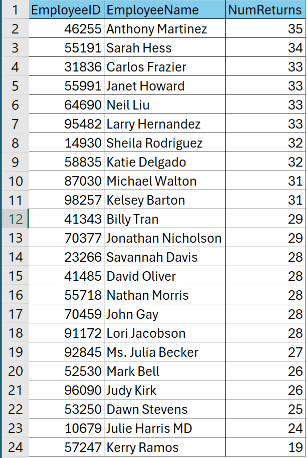 1 EmployeeID EmployeeName NumReturns
2 46255 Anthony Martinez 35
3 55191 Sarah Hess 34
4 31836 Carlos Frazier 33
5 55991 Janet Howard 33
6 64690 Neil Liu 33
7 95482 Larry Hernandez 33
8 14930 Sheila Rodriguez 32
9 58835 Katie Delgado 32
10 87030 Michael Walton 31
11 98257 Kelsey Barton 31
12 41343 Billy Tran 29
13 70377 Jonathan Nicholson 29
14 23266 Savannah Davis 28
15 41485 David Oliver 28
16 55718 Nathan Morris 28
17 70459 John Gay 28
18 91172 Lori Jacobson 28
19 92845 Ms. Julia Becker 27
20 52530 Mark Bell 26
21 96090 Judy Kirk 26
22 53250 Dawn Stevens 25
23 10679 Julie Harris MD 24
24 57247 Kerry Ramos 19